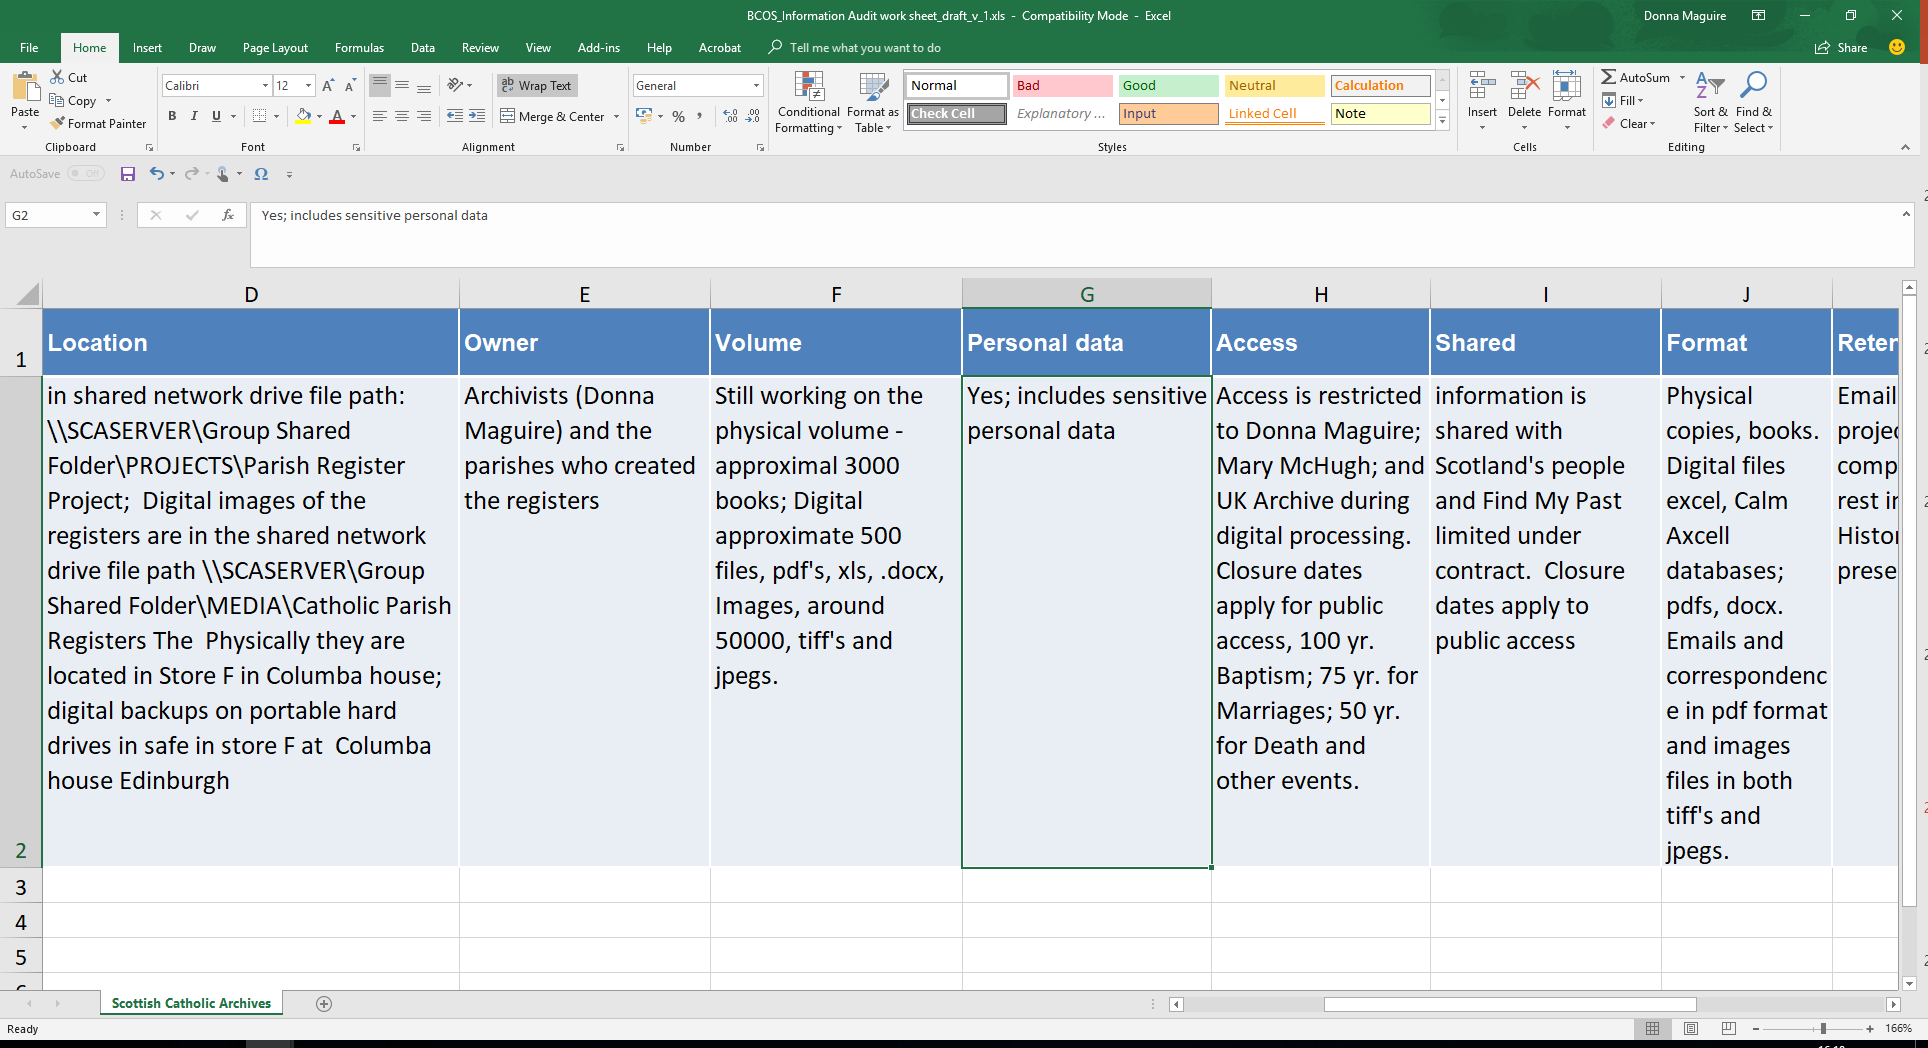 BCOS_Information Audit work sheet_draft_v_1.xls - Compatibility Mode - Excel
Donna Maguire
File Home Insert Draw Page Layout Formulas Data Review View Add-ins Help Acrobat Tell me what you want to do
Share
Paste
Cut
Copy
Format Painter
Clipboard
Calibri 12
B I U
Font
Wrap Text
Merge & Center
Alignment
General
Number
Conditional Formatting
Format as Table
Normal Bad Good Neutral Calculation
Check Cell Explanatory ... Input Linked Cell Note
Styles
Insert Delete Format
Cells
AutoSum
Fill
Clear
Sort & Filter
Find & Select
Editing
AutoSave Off
G2
fx
Yes; includes sensitive personal data
D E F G H I J
1
Location
Owner
Volume
Personal data
Access
Shared
Format
Reten
2
in shared network drive file path:
\\SCASERVER\Group Shared
Folder\PROJECTS\Parish Register
Project; Digital images of the
registers are in the shared network
drive file path \\SCASERVER\Group
Shared Folder\MEDIA\Catholic Parish
Registers The Physically they are
located in Store F in Columba house;
digital backups on portable hard
drives in safe in store F at Columba
house Edinburgh
Archivists (Donna
Maguire) and the
parishes who created
the registers
Still working on the
physical volume -
approximal 3000
books; Digital
approximate 500
files, pdf's, xls, .docx,
Images, around
50000, tiff's and
jpegs.
Yes; includes sensitive
personal data
Access is restricted
to Donna Maguire;
Mary McHugh; and
UK Archive during
digital processing.
Closure dates
apply for public
access, 100 yr.
Baptism; 75 yr. for
Marriages; 50 yr.
for Death and
other events.
information is
shared with
Scotland's people
and Find My Past
limited under
contract. Closure
dates apply to
public access
Physical
copies, books.
Digital files
excel, Calm
Axcell
databases;
pdfs, docx.
Emails and
correspondenc
e in pdf format
and images
files in both
tiff's and
jpegs.
Email
projec
comp
rest in
Histor
prese
3
4
5
Scottish Catholic Archives
Ready
166%